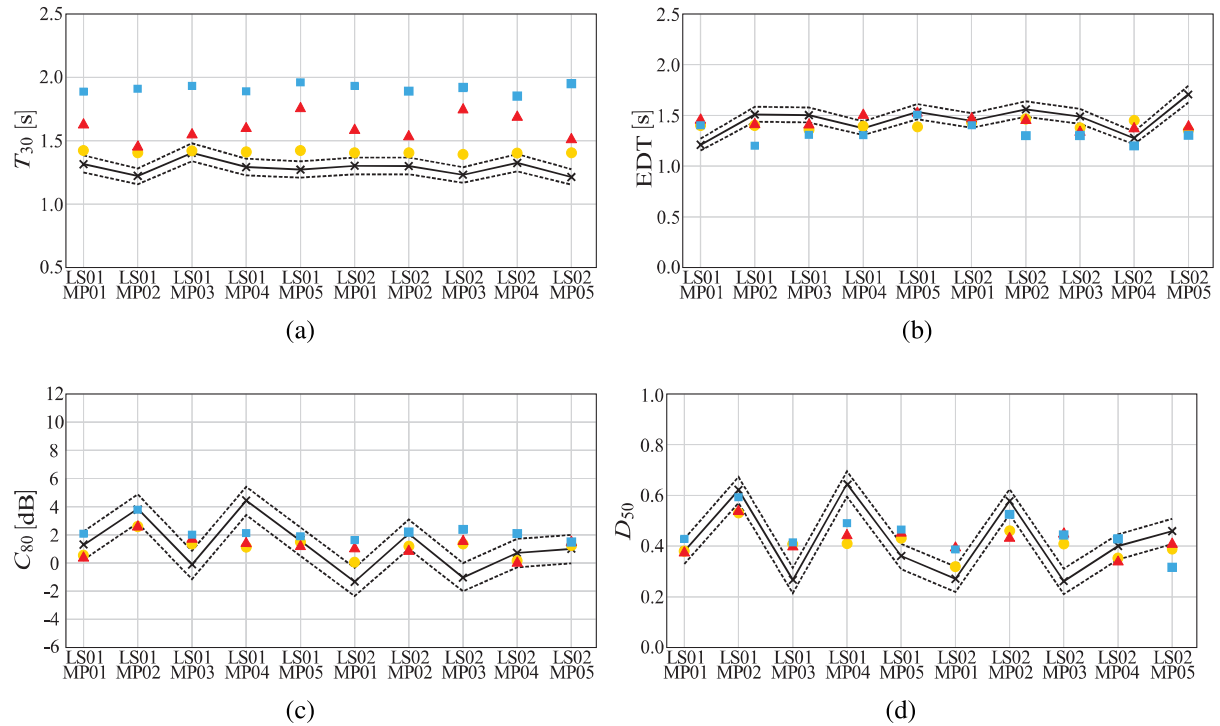 2.5
2.0
1.5
1.0
0.5
T30 [s]
LS01 LS01 LS01 LS01 LS01 LS02 LS02 LS02 LS02 LS02
MP01 MP02 MP03 MP04 MP05 MP01 MP02 MP03 MP04 MP05
(a)
2.5
2.0
1.5
1.0
0.5
0.0
EDT [s]
LS01 LS01 LS01 LS01 LS01 LS02 LS02 LS02 LS02 LS02
MP01 MP02 MP03 MP04 MP05 MP01 MP02 MP03 MP04 MP05
(b)
12
10
8
6
4
2
0
-2
-4
-6
C80 [dB]
LS01 LS01 LS01 LS01 LS01 LS02 LS02 LS02 LS02 LS02
MP01 MP02 MP03 MP04 MP05 MP01 MP02 MP03 MP04 MP05
(c)
1.0
0.8
0.6
0.4
0.2
0.0
D50
LS01 LS01 LS01 LS01 LS01 LS02 LS02 LS02 LS02 LS02
MP01 MP02 MP03 MP04 MP05 MP01 MP02 MP03 MP04 MP05
(d)